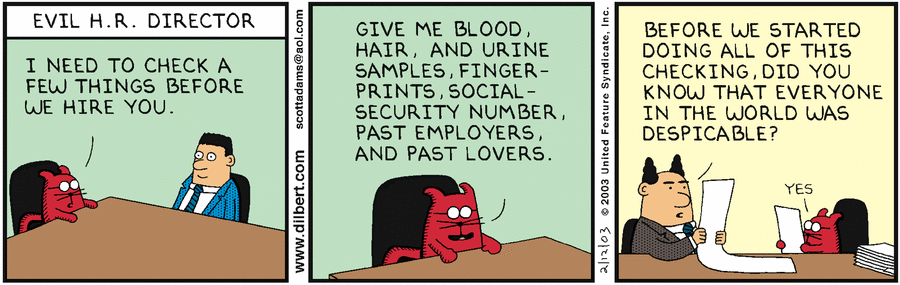 EVIL H.R. DIRECTOR
I NEED TO CHECK A
FEW THINGS BEFORE
WE HIRE YOU.
www.dilbert.com
scottadams@aol.com
GIVE ME BLOOD,
HAIR, AND URINE
SAMPLES, FINGER-
PRINTS, SOCIAL-
SECURITY NUMBER,
PAST EMPLOYERS,
AND PAST LOVERS.
2/12/03 © 2003 United Feature Syndicate, Inc.
BEFORE WE STARTED
DOING ALL OF THIS
CHECKING, DID YOU
KNOW THAT EVERYONE
IN THE WORLD WAS
DESPICABLE?
YES